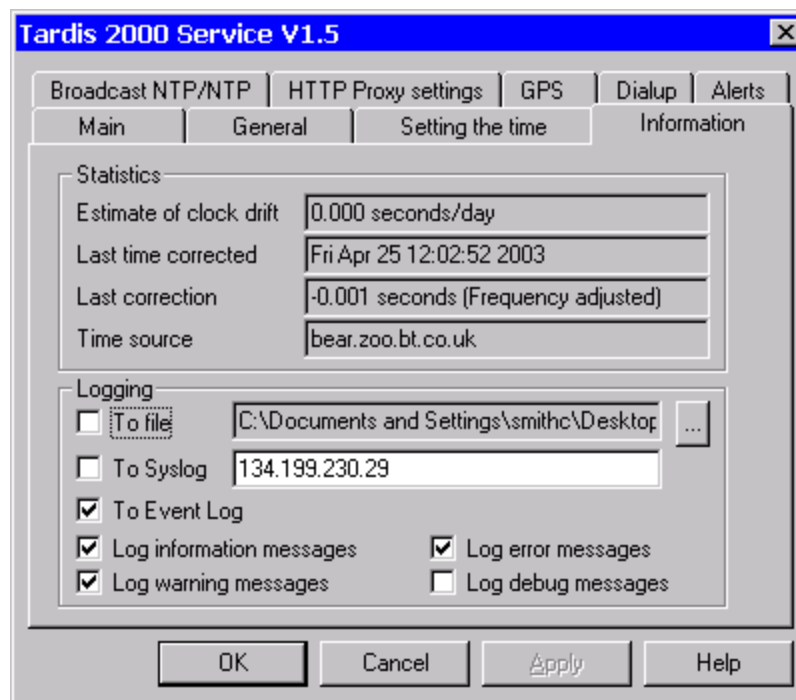 Tardis 2000 Service V1.5
Broadcast NTP/NTP HTTP Proxy settings GPS Dialup Alerts
Main General Setting the time Information
Statistics
Estimate of clock drift 0.000 seconds/day
Last time corrected Fri Apr 25 12:02:52 2003
Last correction -0.001 seconds (Frequency adjusted)
Time source bear.zoo.bt.co.uk
Logging
To file C:\Documents and Settings\smithc\Desktop ...
To Syslog 134.199.230.29
To Event Log
Log information messages Log error messages
Log warning messages Log debug messages
OK Cancel Apply Help